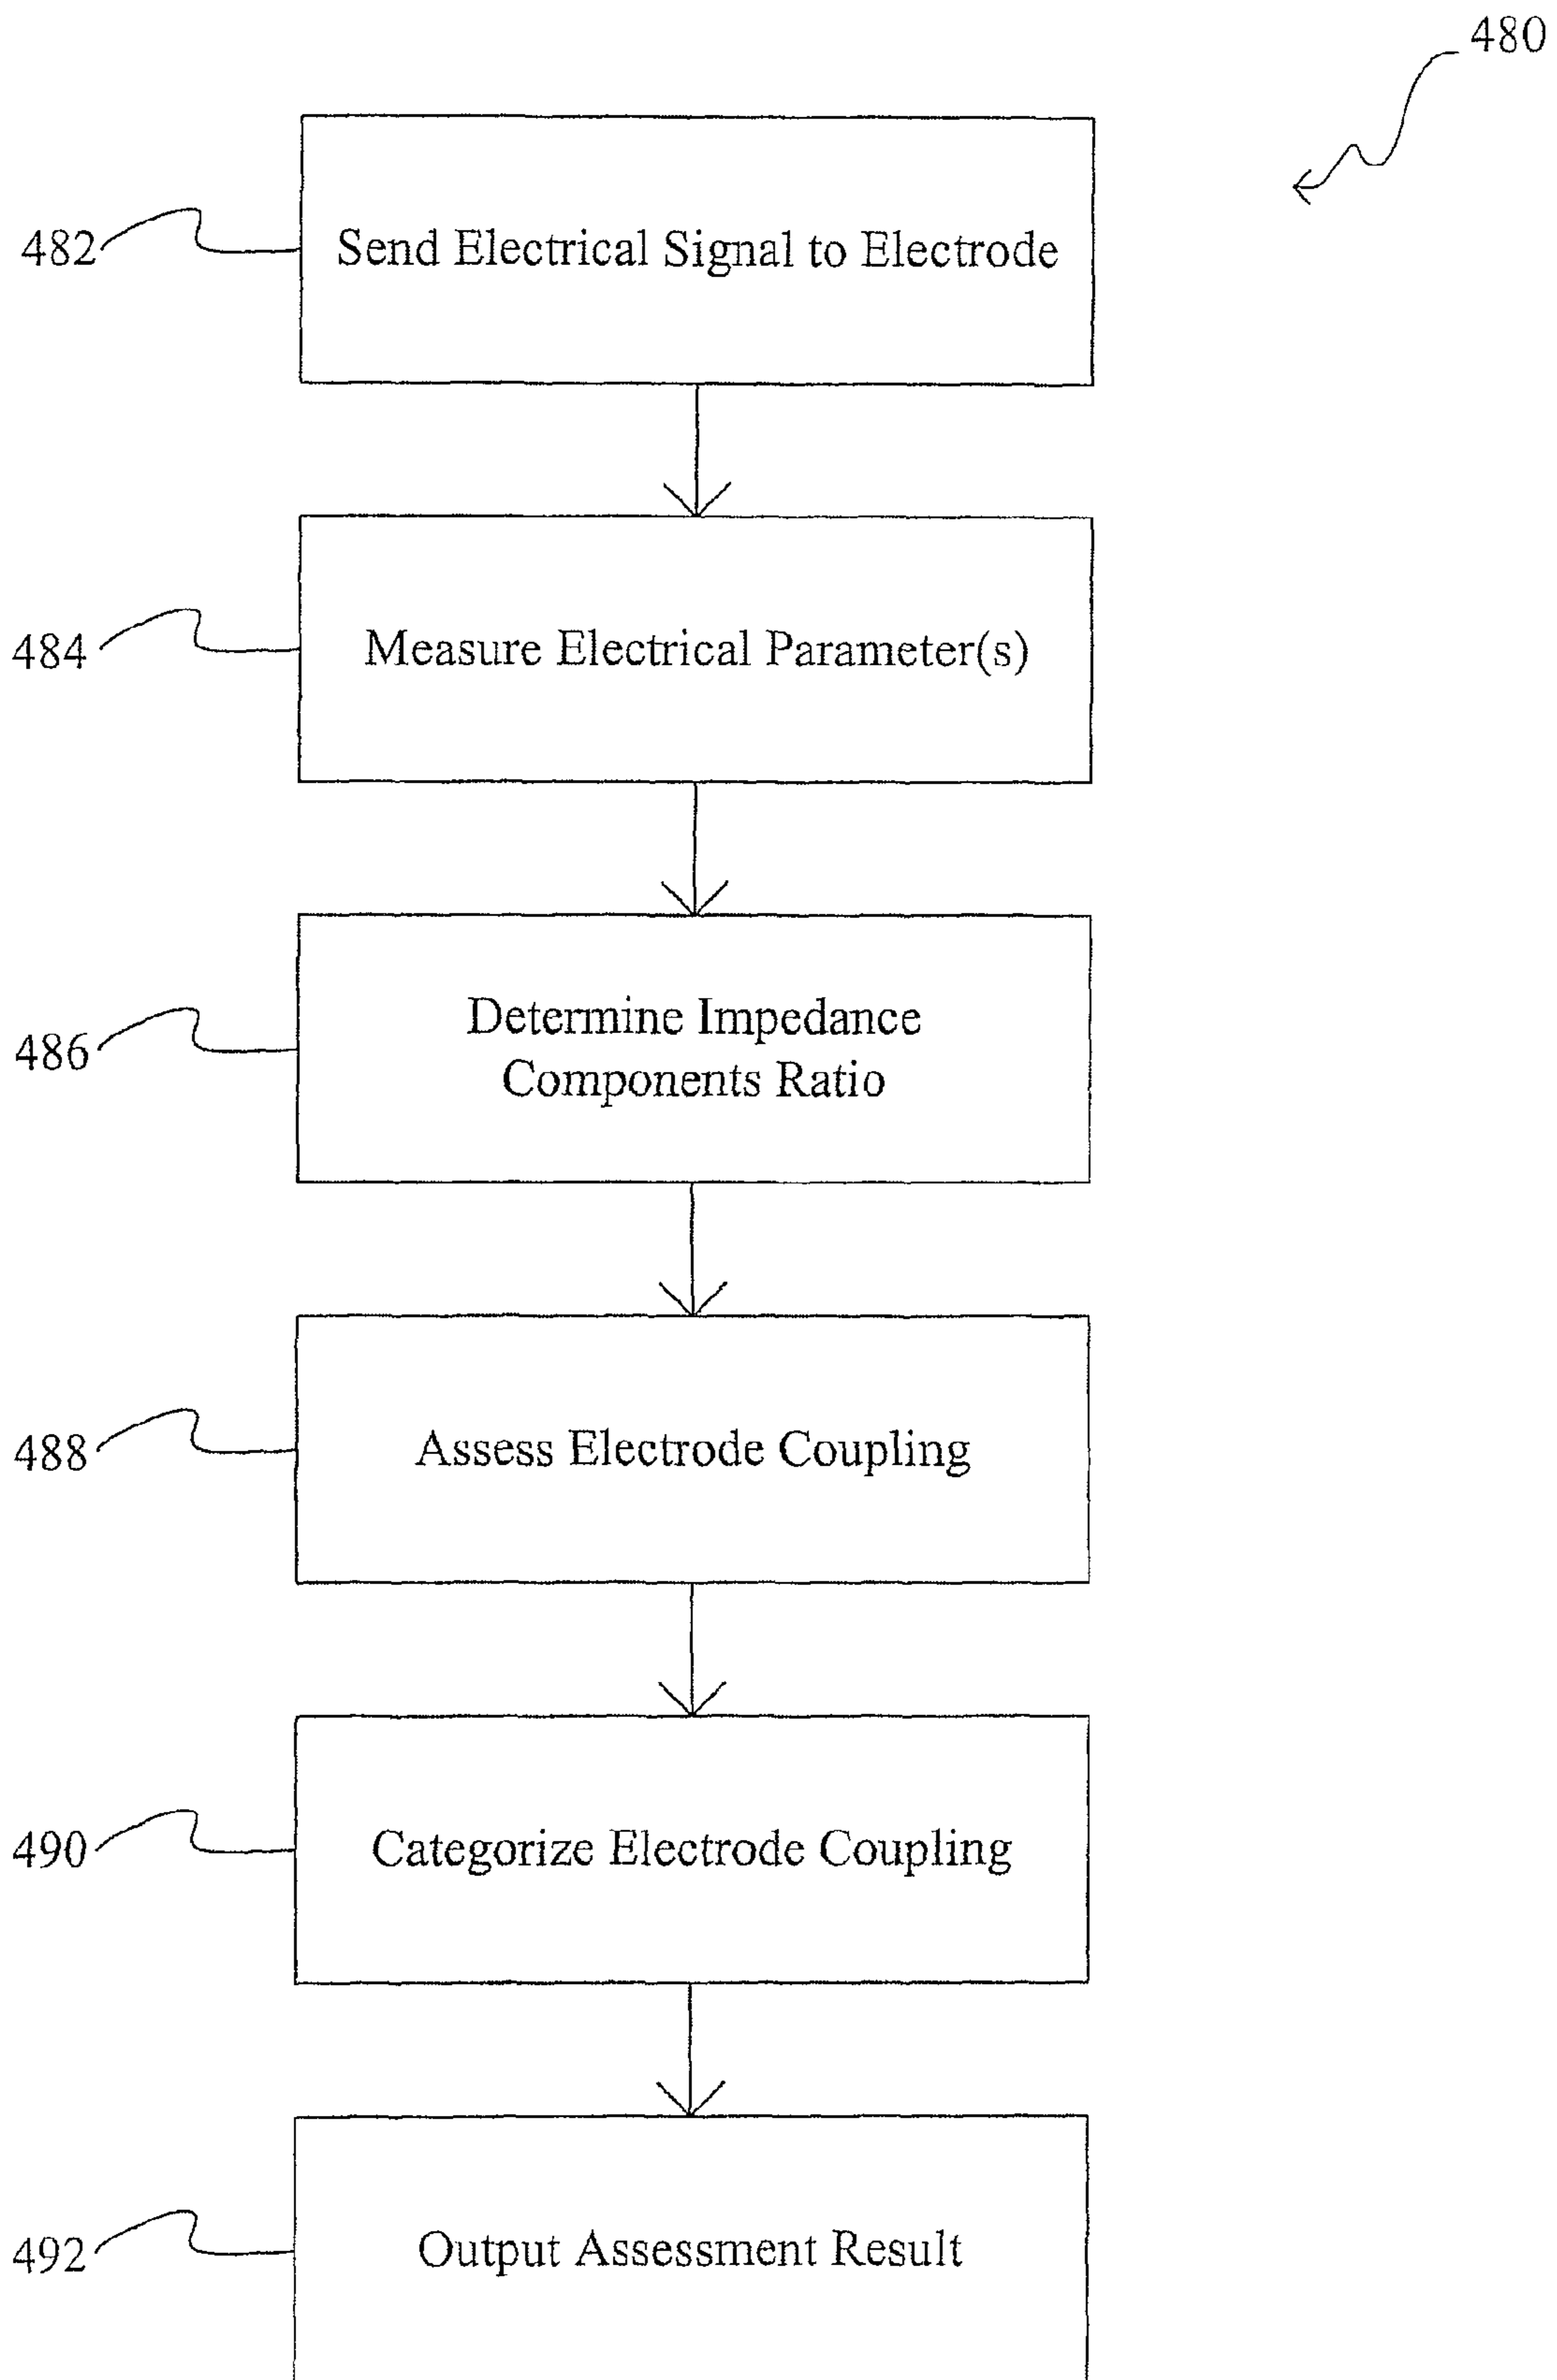 480
482
Send Electrical Signal to Electrode
484
Measure Electrical Parameter(s)
486
Determine Impedance
Components Ratio
488
Assess Electrode Coupling
490
Categorize Electrode Coupling
492
Output Assessment Result